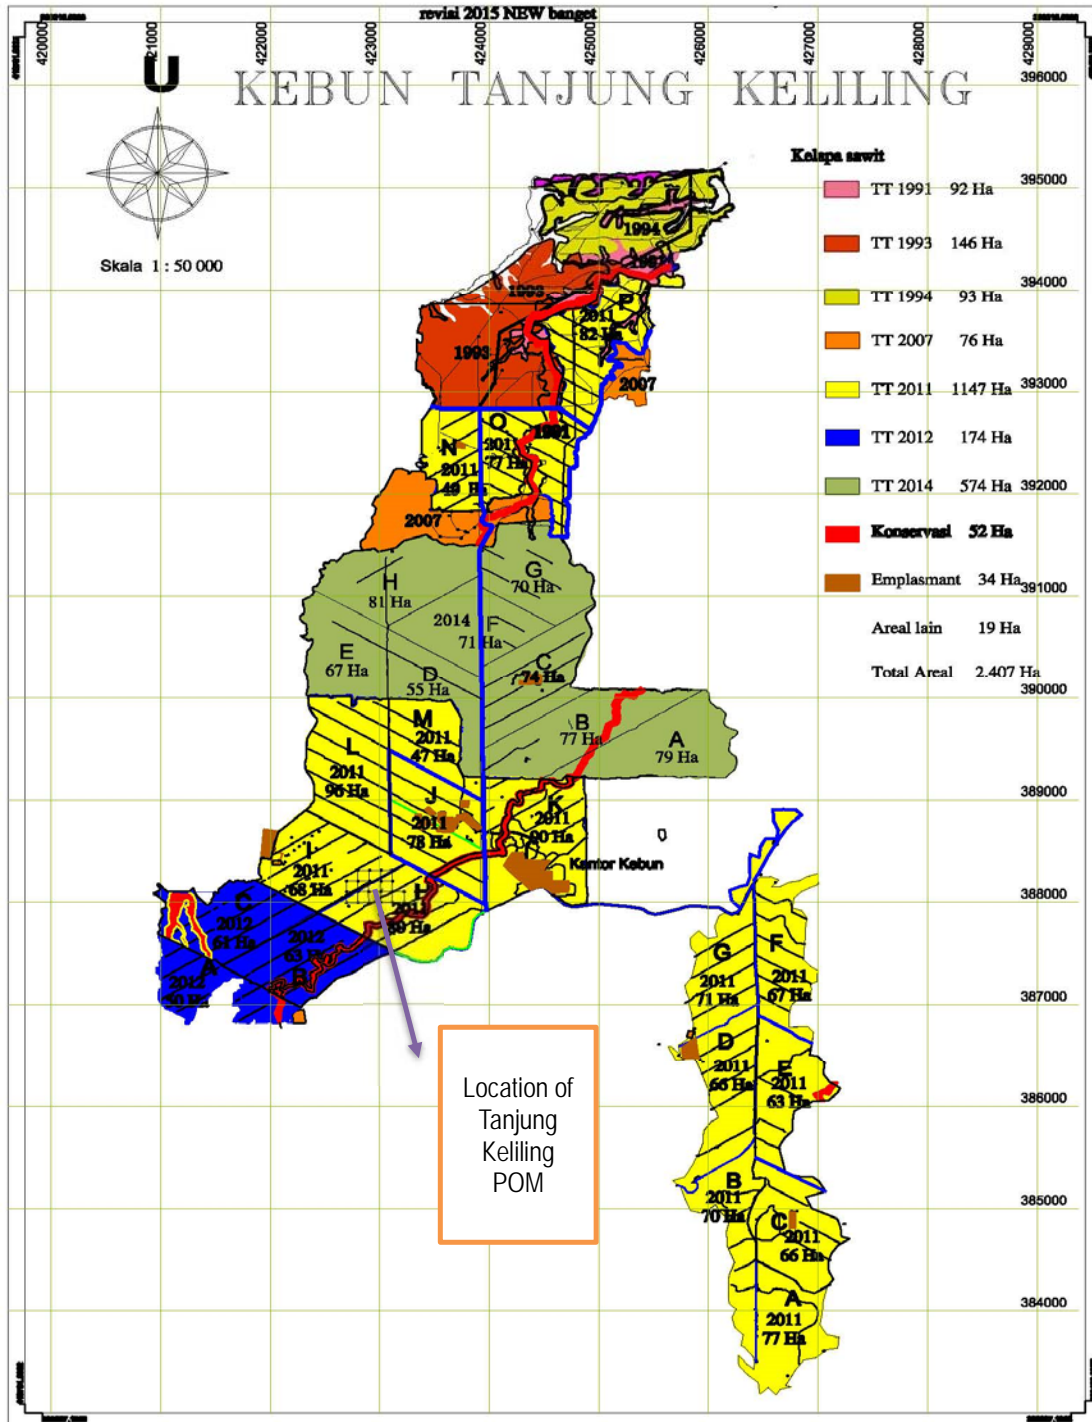 revisi 2015 NEW banget
420000
421000
422000
423000
424000
425000
426000
427000
428000
429000
U
KEBUN TANJUNG KELILING
Skala 1 : 50 000
396000
395000
394000
393000
392000
391000
390000
389000
388000
387000
386000
385000
384000
Kelapa sawit
TT 1991 92 Ha
TT 1993 146 Ha
TT 1994 93 Ha
TT 2007 76 Ha
TT 2011 1147 Ha
TT 2012 174 Ha
TT 2014 574 Ha
Konservasi 52 Ha
Emplasmant 34 Ha
Areal lain 19 Ha
Total Areal 2.407 Ha
1994
1993
P
2011
82 Ha
1993
2007
O
2011
77 Ha
1991
N
2011
49 Ha
2007
H
81 Ha
G
70 Ha
2014
F
71 Ha
E
67 Ha
D
55 Ha
C
74 Ha
B
77 Ha
A
79 Ha
M
2011
47 Ha
L
2011
96 Ha
J
2011
78 Ha
K
2011
90 Ha
Kantor Kebun
I
2011
68 Ha
H
2011
C
2012
61 Ha
2012
B
A
2012
G
2011
71 Ha
F
2011
67 Ha
D
2011
66 Ha
E
2011
63 Ha
B
2011
70 Ha
C
2011
66 Ha
A
2011
77 Ha
Location of
Tanjung
Keliling
POM